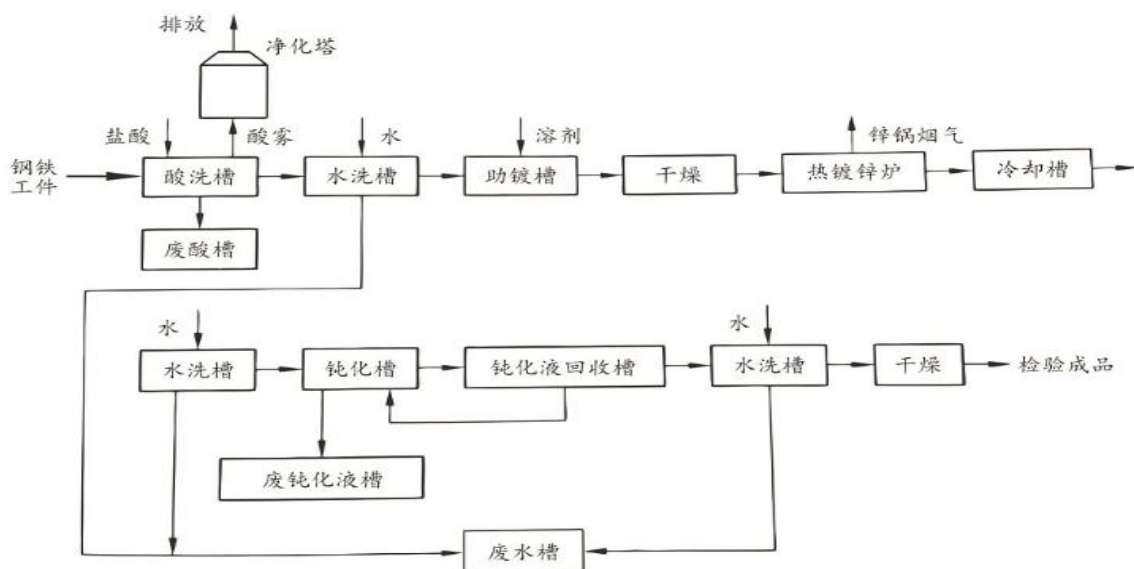 排放
净化塔
盐酸
酸雾
水
溶剂
锌锅烟气
钢铁
工件
酸洗槽
水洗槽
助镀槽
干燥
热镀锌炉
冷却槽
废酸槽
水
水
水洗槽
钝化槽
钝化液回收槽
水洗槽
干燥
检验成品
废钝化液槽
废水槽